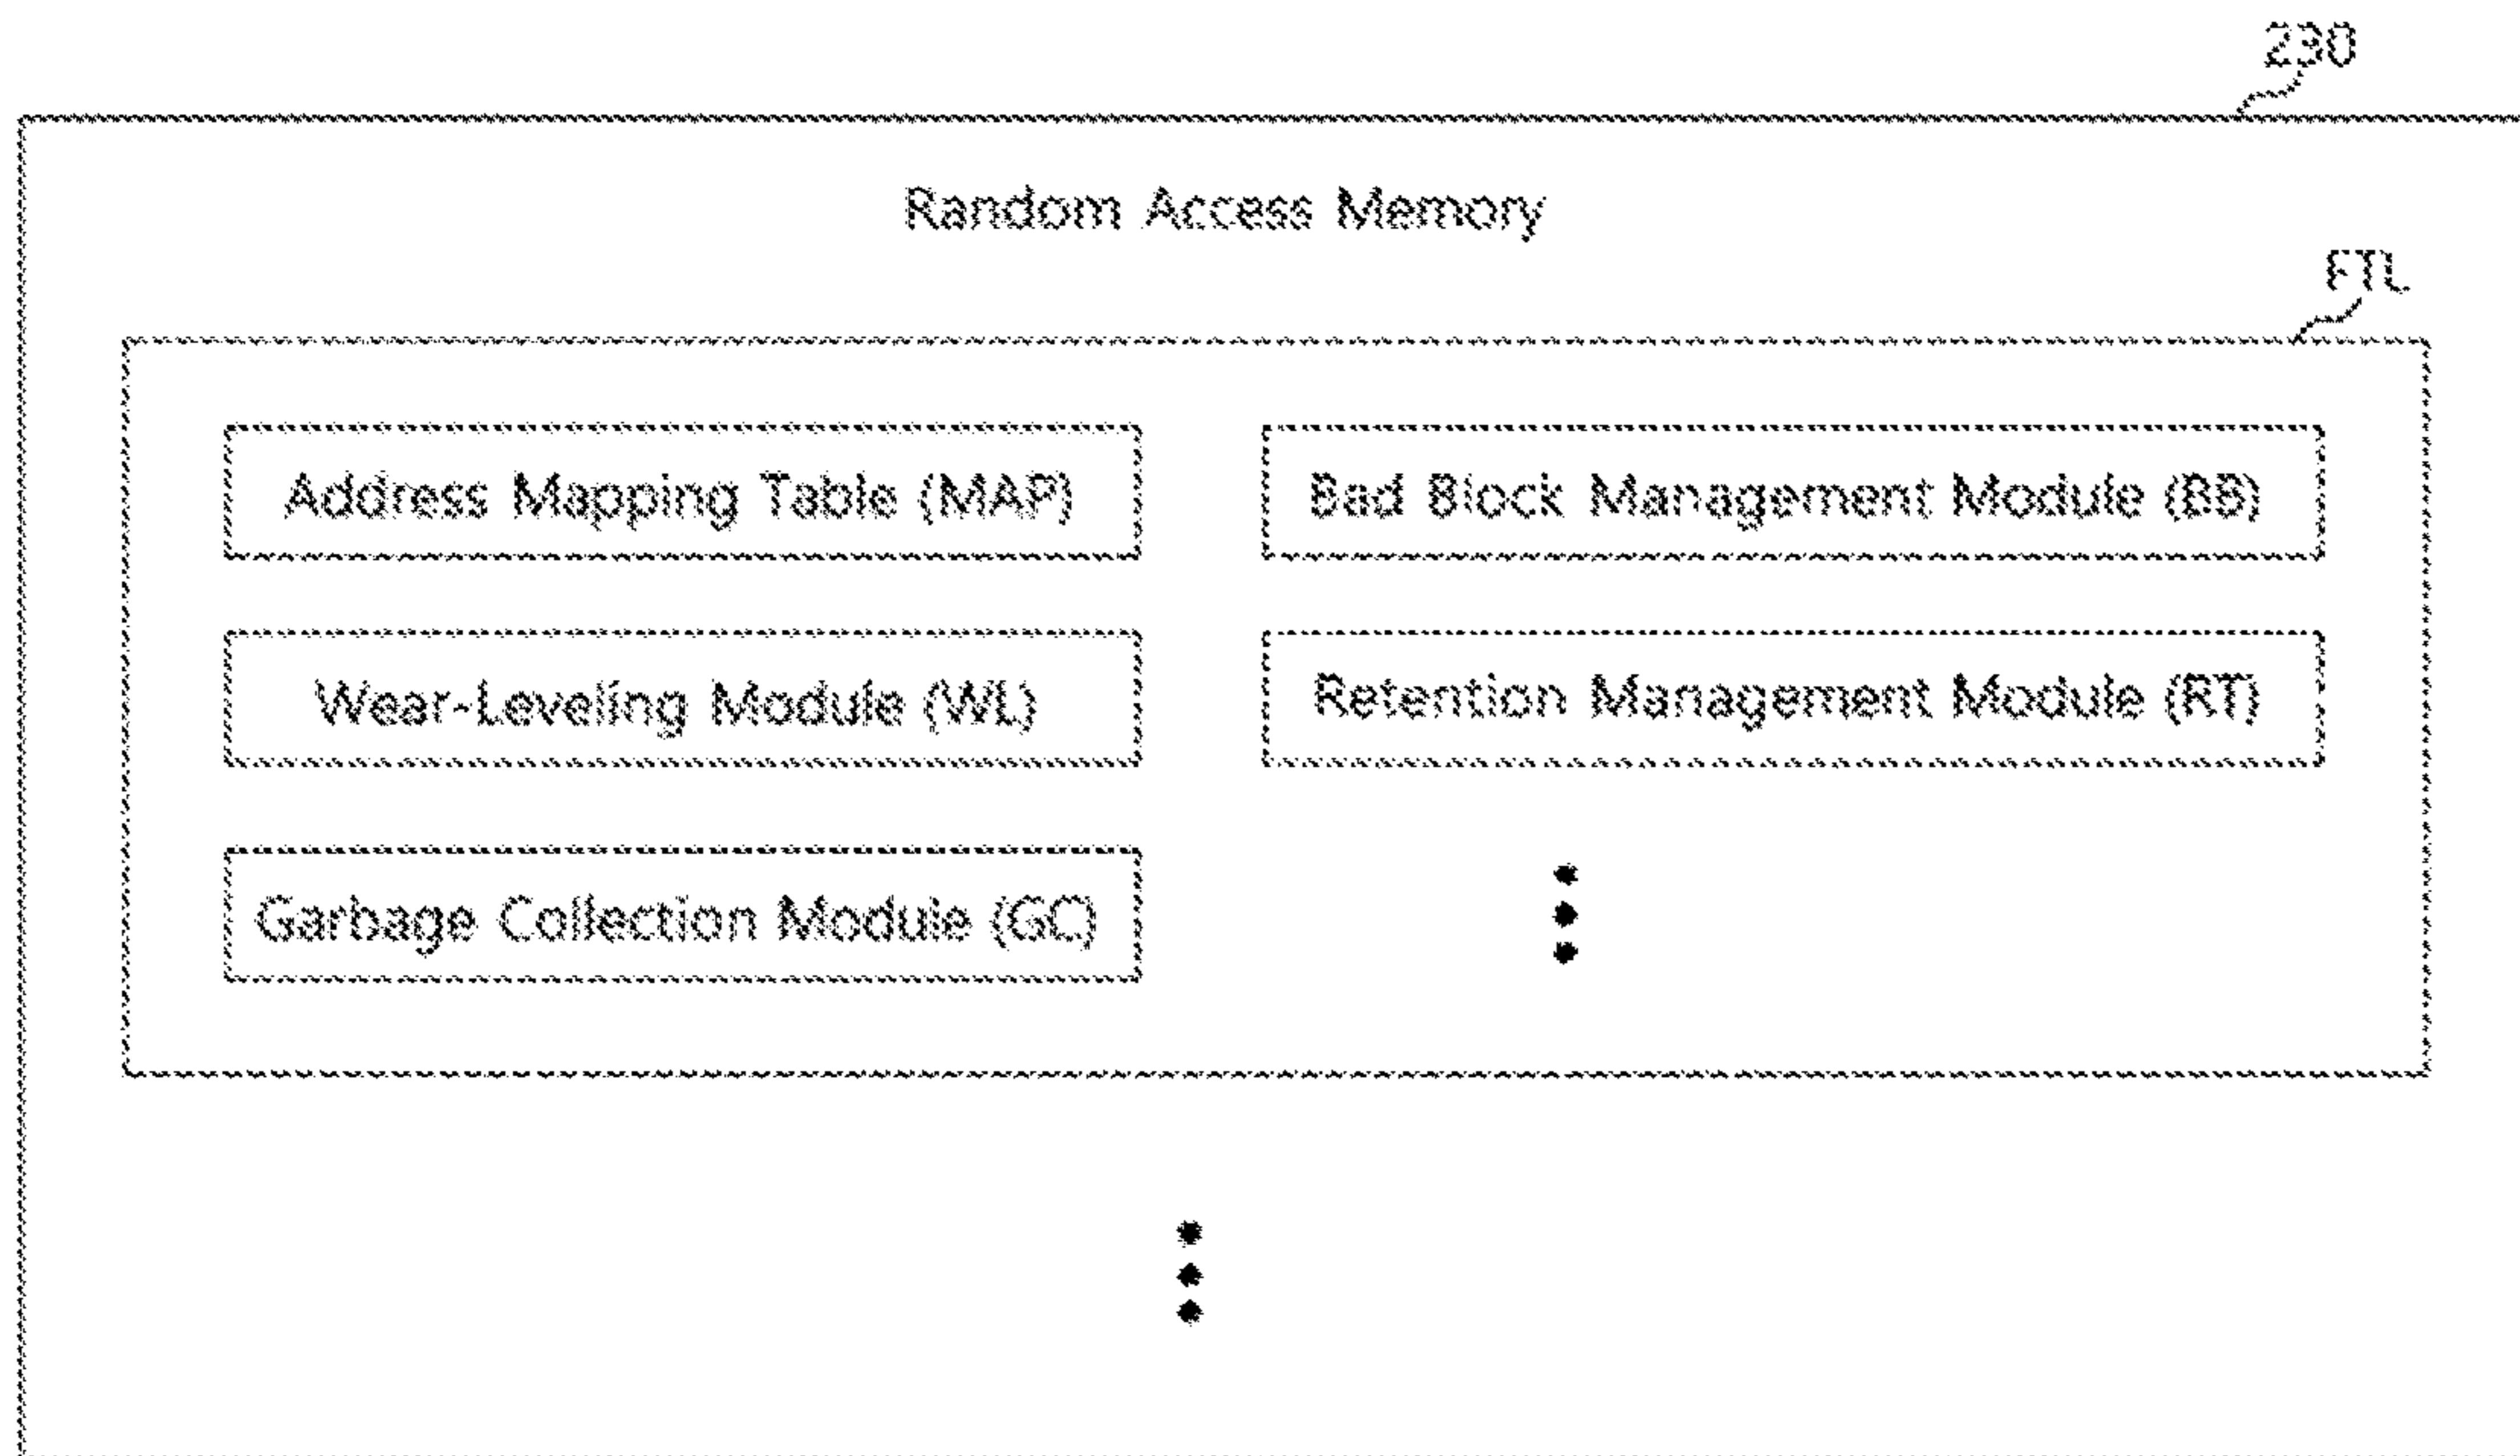 230
Random Access Memory
FTL
Address Mapping Table (MAP)
Bad Block Management Module (BB)
Wear-Leveling Module (WL)
Retention Management Module (RT)
Garbage Collection Module (GC)